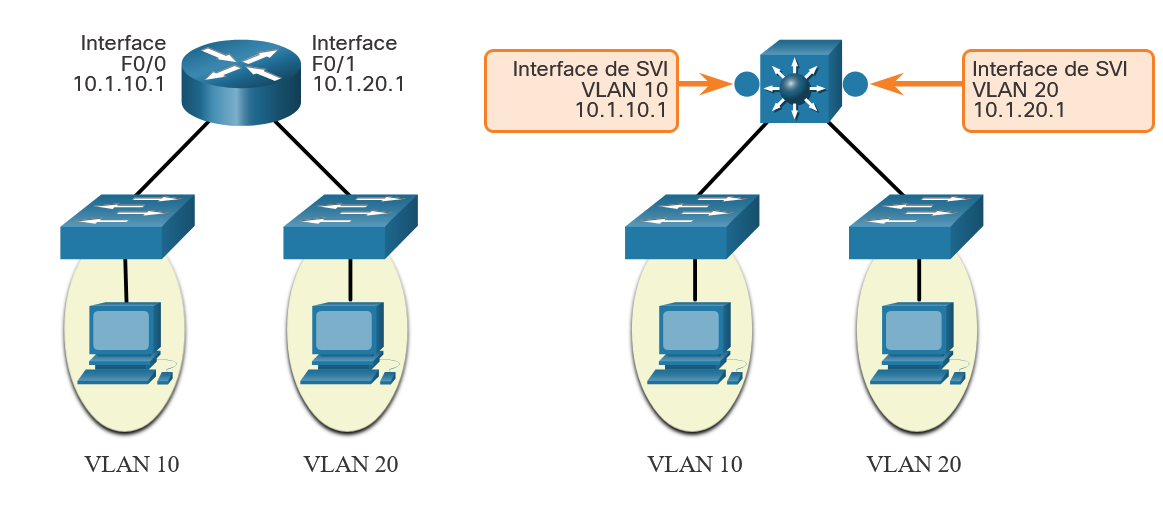 Interface
F0/0
10.1.10.1
Interface
F0/1
10.1.20.1
Interface de SVI
VLAN 10
10.1.10.1
Interface de SVI
VLAN 20
10.1.20.1
VLAN 10
VLAN 20
VLAN 10
VLAN 20